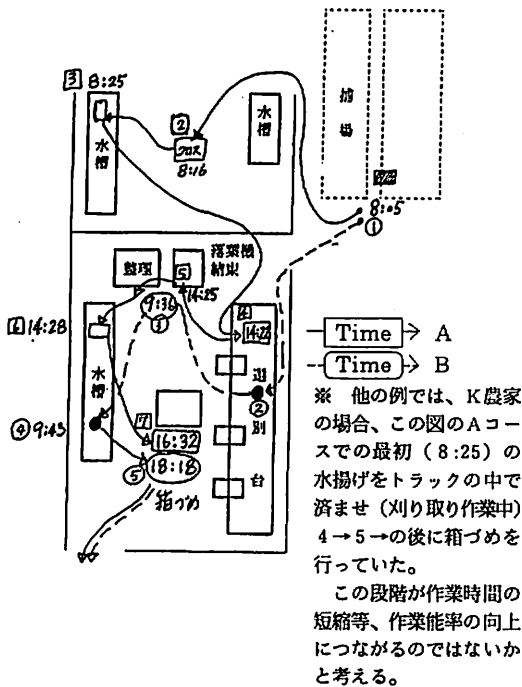 3 8:25
水槽
2
クロス
8:16
水槽
圃場
8:05
①
整理
5
落葉機
結束
14:25
9:36
4
14:22
6 14:28
水槽
②
選別台
④ 9:43
7
16:32
18:18
⑤
箱づめ
Time A
Time B
※ 他の例では、K農家
の場合、この図のAコー
スでの最初（8:25）の
水揚げをトラックの中で
済ませ（刈り取り作業中）
4→5→の後に箱づめを
行っていた。
この段階が作業時間の
短縮等、作業能率の向上
につながるのではないか
と考える。